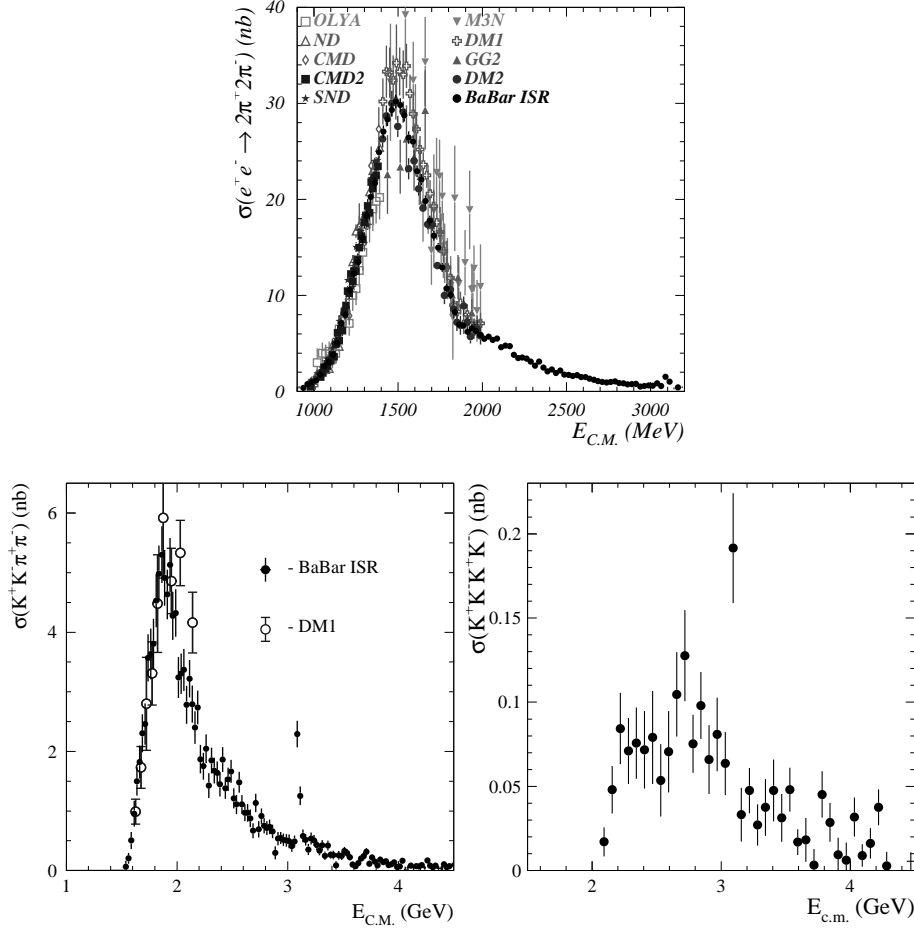 σ(e⁺e⁻ → 2π⁺2π⁻) (nb)
40
30
20
10
0
OLYA
ND
CMD
CMD2
SND
M3N
DM1
GG2
DM2
BaBar ISR
1000 1500 2000 2500 3000
E_C.M. (MeV)
σ(K⁺K⁻π⁺π⁻) (nb)
6
4
2
0
- BaBar ISR
- DM1
1 2 3 4
E_C.M. (GeV)
σ(K⁺K⁻K⁺K⁻) (nb)
0.2
0.15
0.1
0.05
0
2 3 4
E_c.m. (GeV)